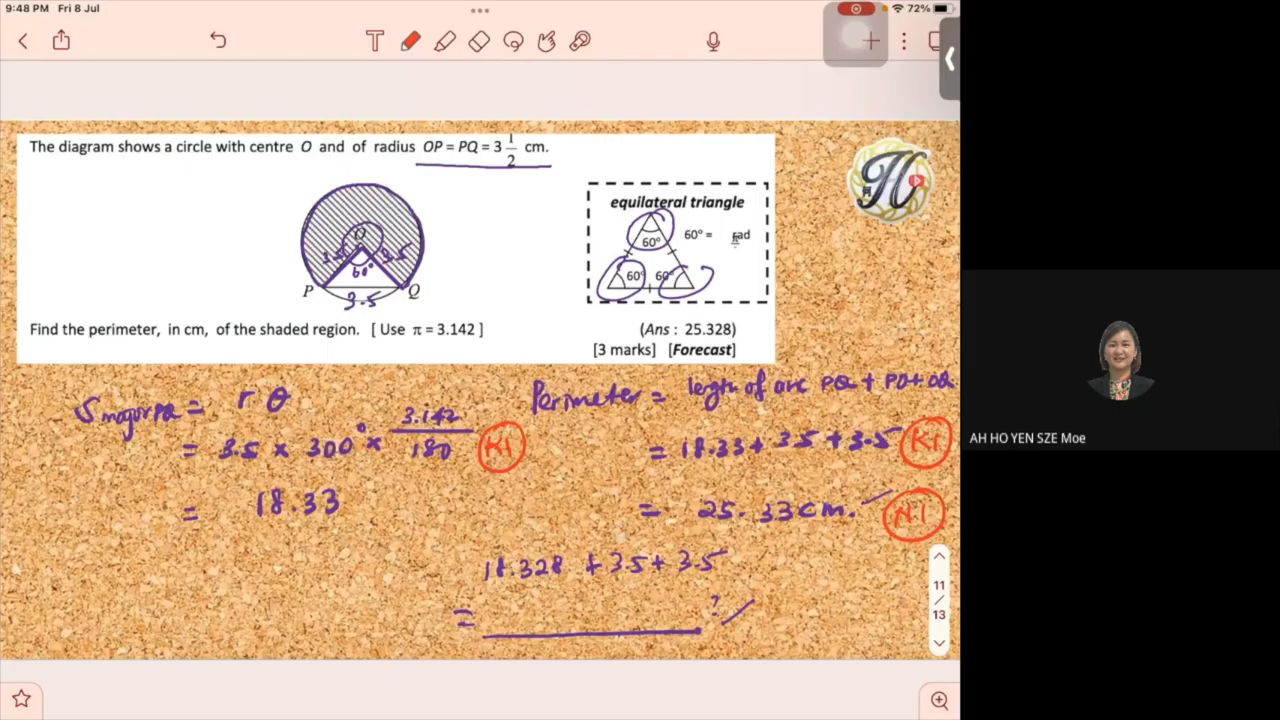 9:48 PM Fri 8 Jul
72%
T
The diagram shows a circle with centre O and of radius OP = PQ = 3 1/2 cm.
O
3.5 3.5
60°
P Q
3.5
equilateral triangle
60°
60° = rad
60° 60°
Find the perimeter, in cm, of the shaded region. [ Use π = 3.142 ]
(Ans : 25.328)
[3 marks] [Forecast]
S major PQ = r θ
= 3.5 × 300° × 3.142/180 K1
= 18.33
Perimeter = length of arc PQ + PO + OQ
= 18.33 + 3.5 + 3.5 K1
= 25.33cm. N1
18.328 + 3.5 + 3.5
= ?
11
/
13
AH HO YEN SZE Moe